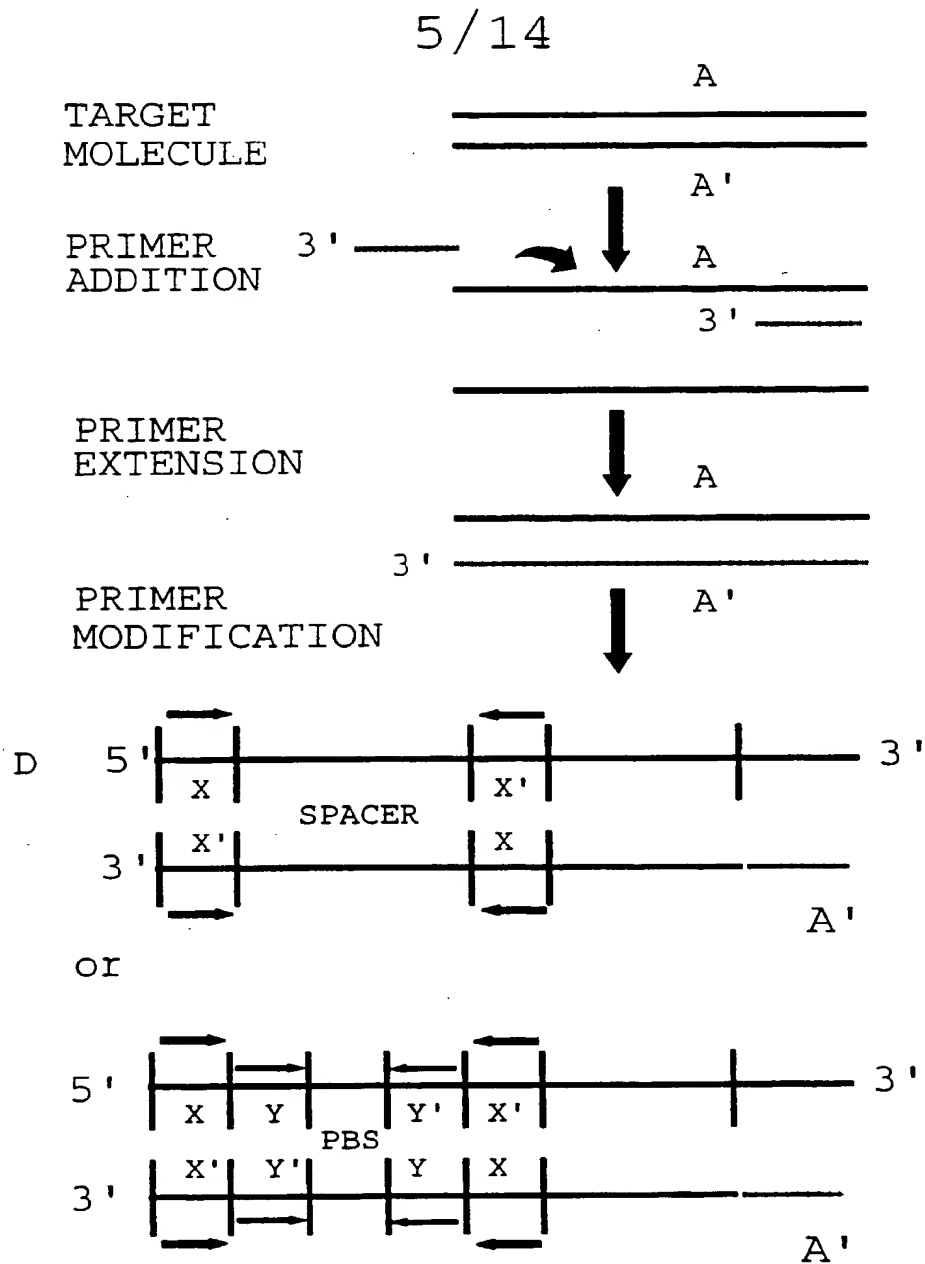 5/14
A
TARGET
MOLECULE
A'
PRIMER
ADDITION
3'
A
3'
PRIMER
EXTENSION
A
3'
PRIMER
MODIFICATION
A'
D 5' X X' 3'
SPACER
3' X' X
A'
or
5' X Y Y' X' 3'
PBS
3' X' Y' Y X
A'